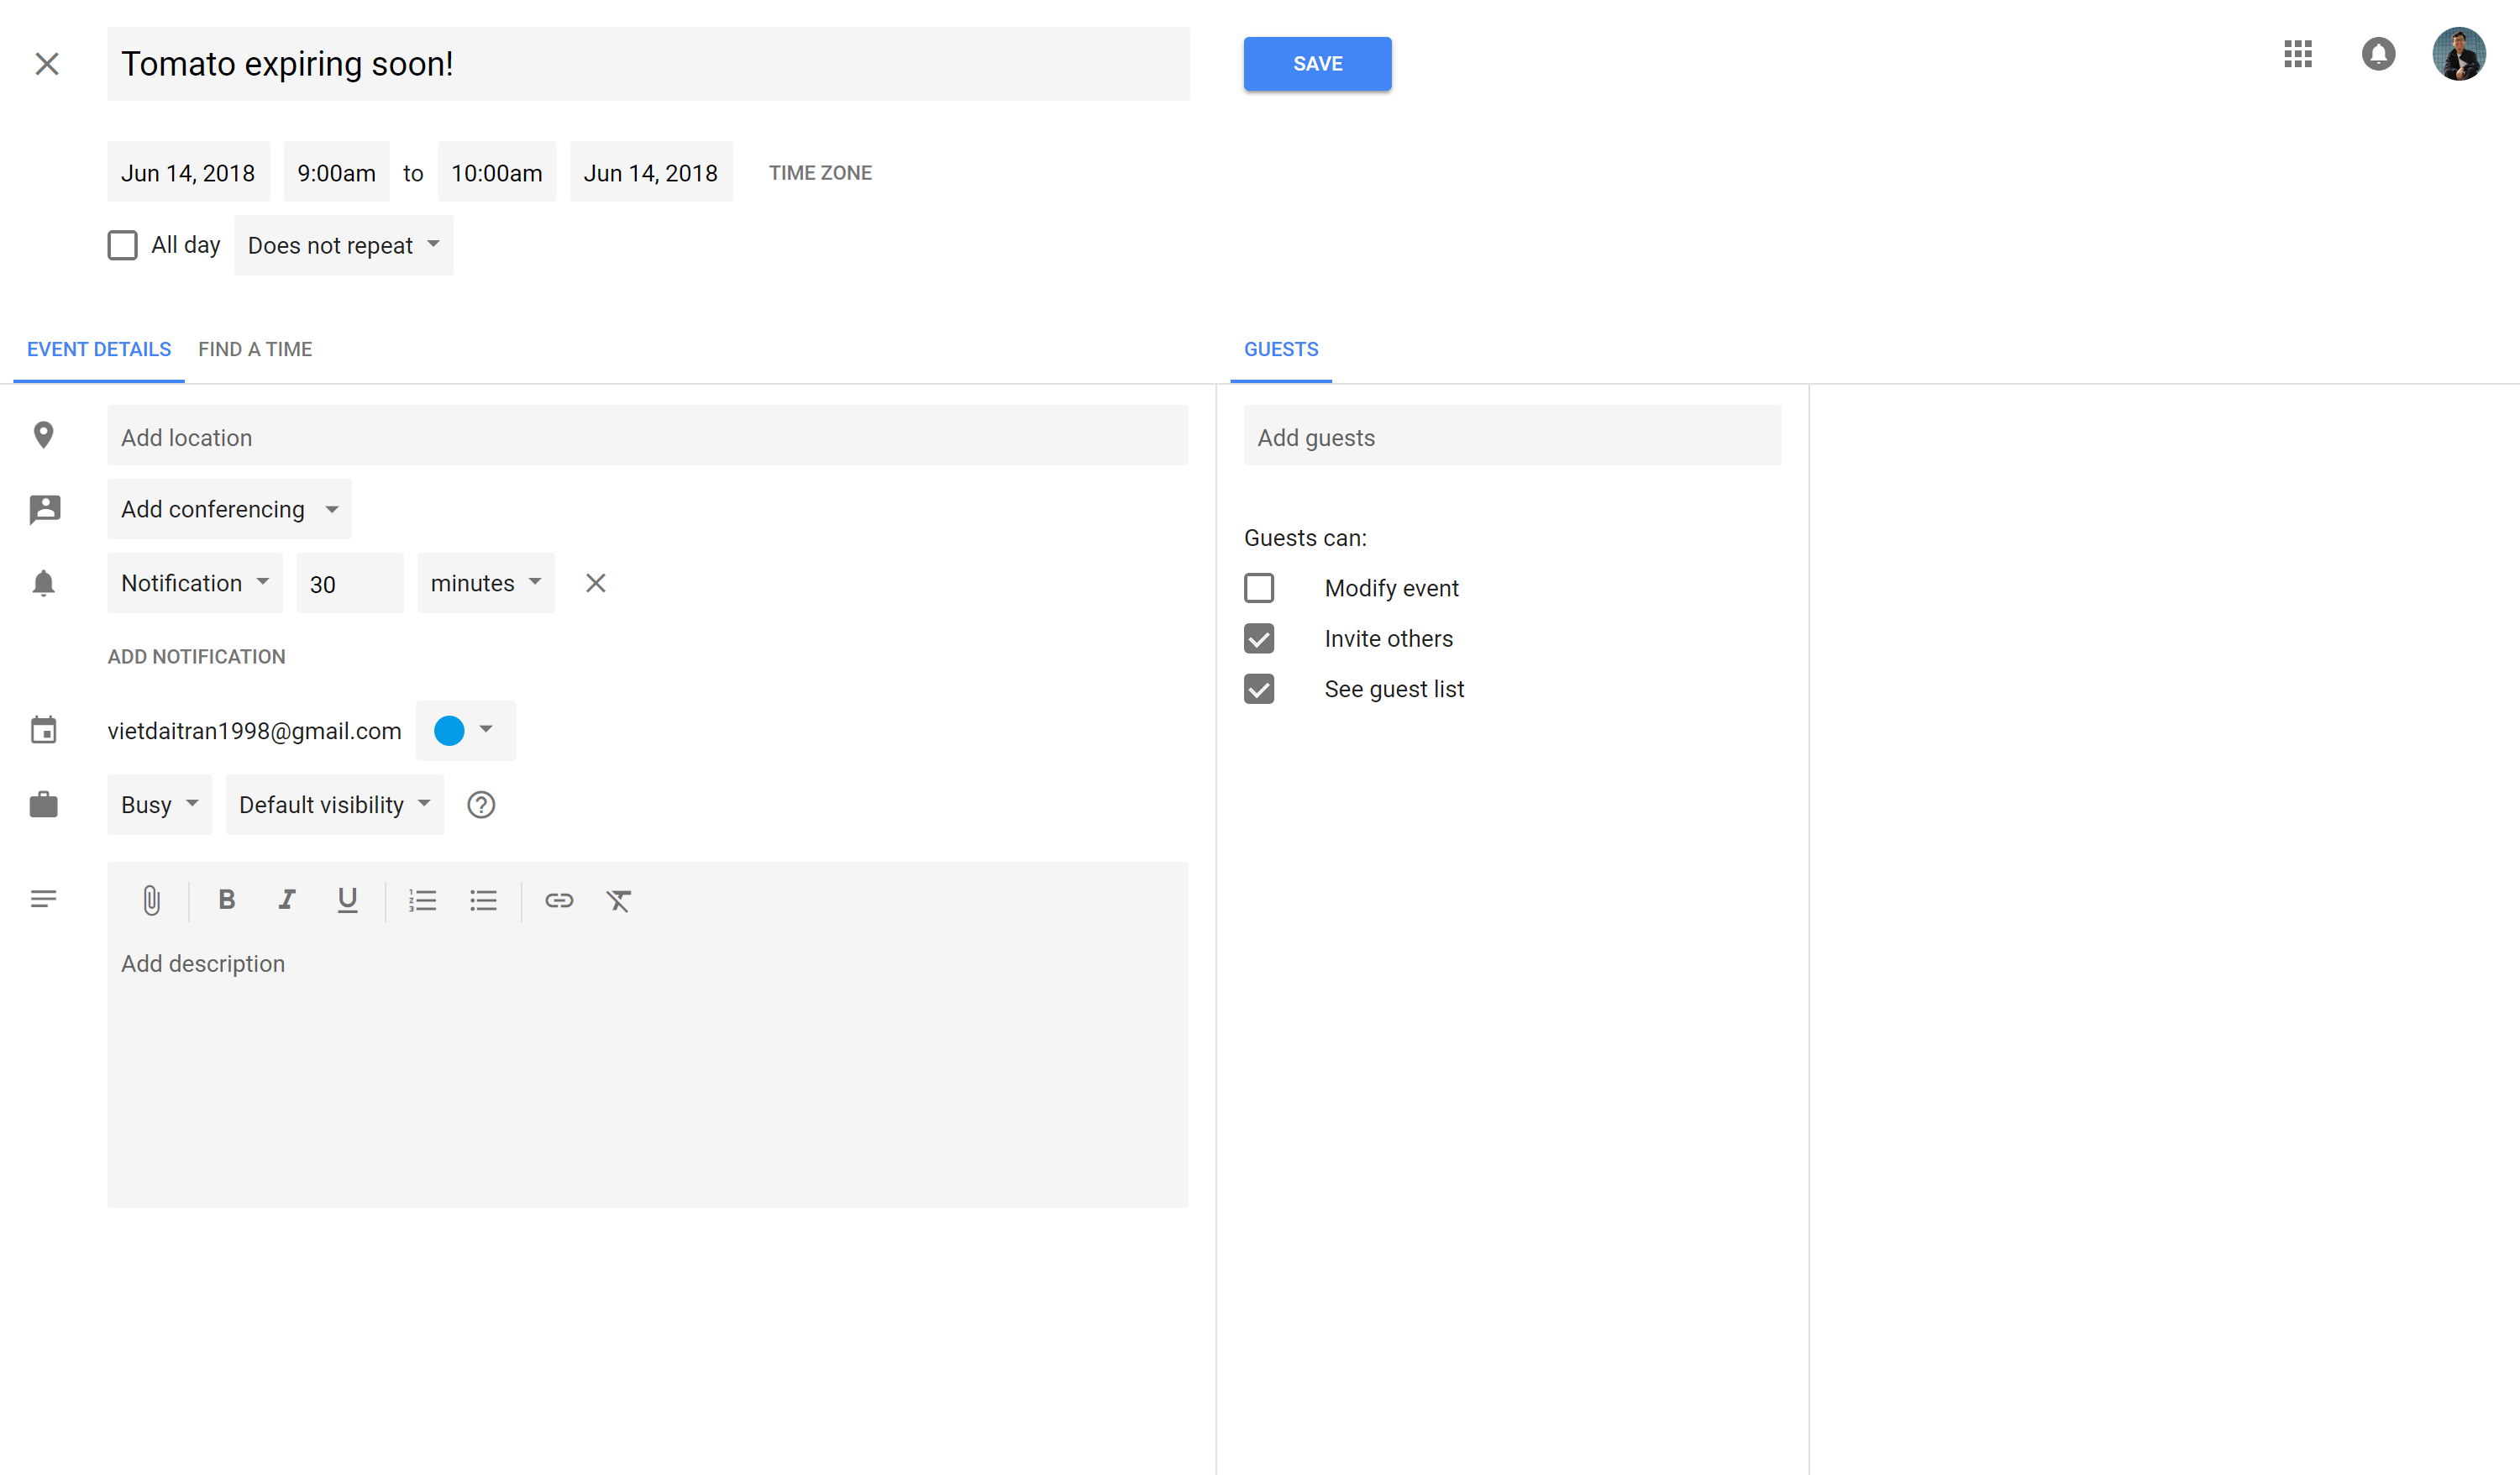 Tomato expiring soon!
SAVE
Jun 14, 2018 9:00am to 10:00am Jun 14, 2018 TIME ZONE
All day Does not repeat
EVENT DETAILS FIND A TIME
GUESTS
Add location
Add guests
Add conferencing
Guests can:
Notification 30 minutes
Modify event
Invite others
ADD NOTIFICATION
See guest list
vietdaitran1998@gmail.com
Busy Default visibility
B I U
Add description